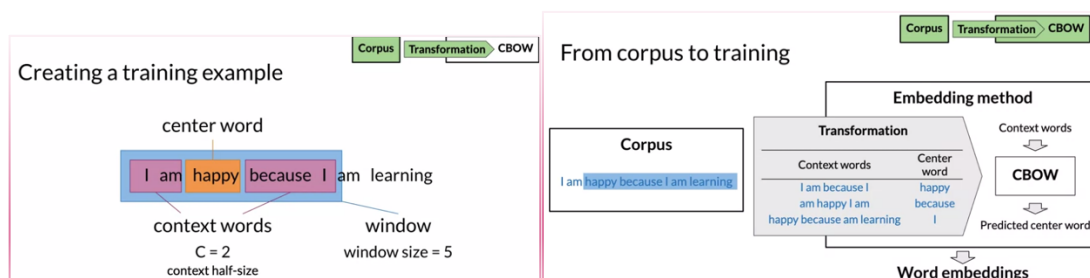 Corpus Transformation CBOW
Creating a training example
center word
I am happy because I am learning
context words
C = 2
context half-size
window
window size = 5
Corpus Transformation CBOW
From corpus to training
Corpus
I am happy because I am learning
Embedding method
Transformation
Context words Center word
I am because I happy
am happy I am because
happy because am learning I
Context words
CBOW
Predicted center word
Word embeddings